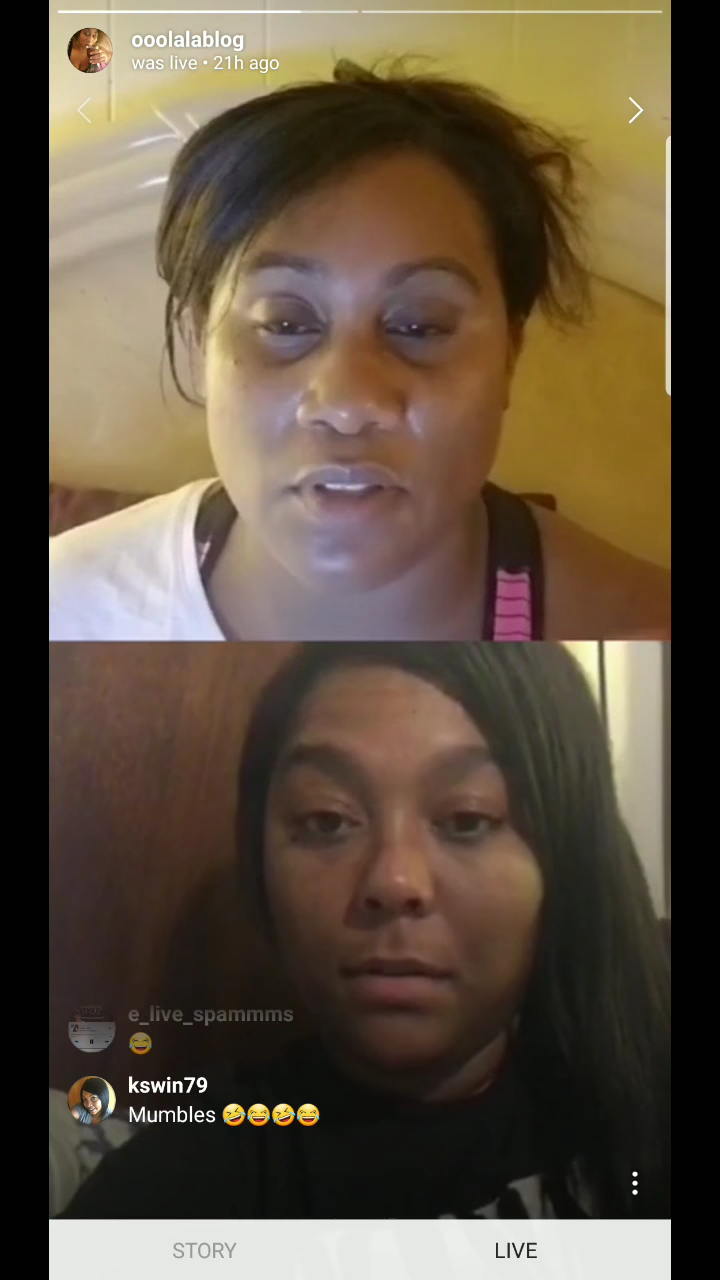 ooolalablog
was live • 21h ago
e_live_spammms
😂
kswin79
Mumbles 🤣😂🤣😂
STORY LIVE